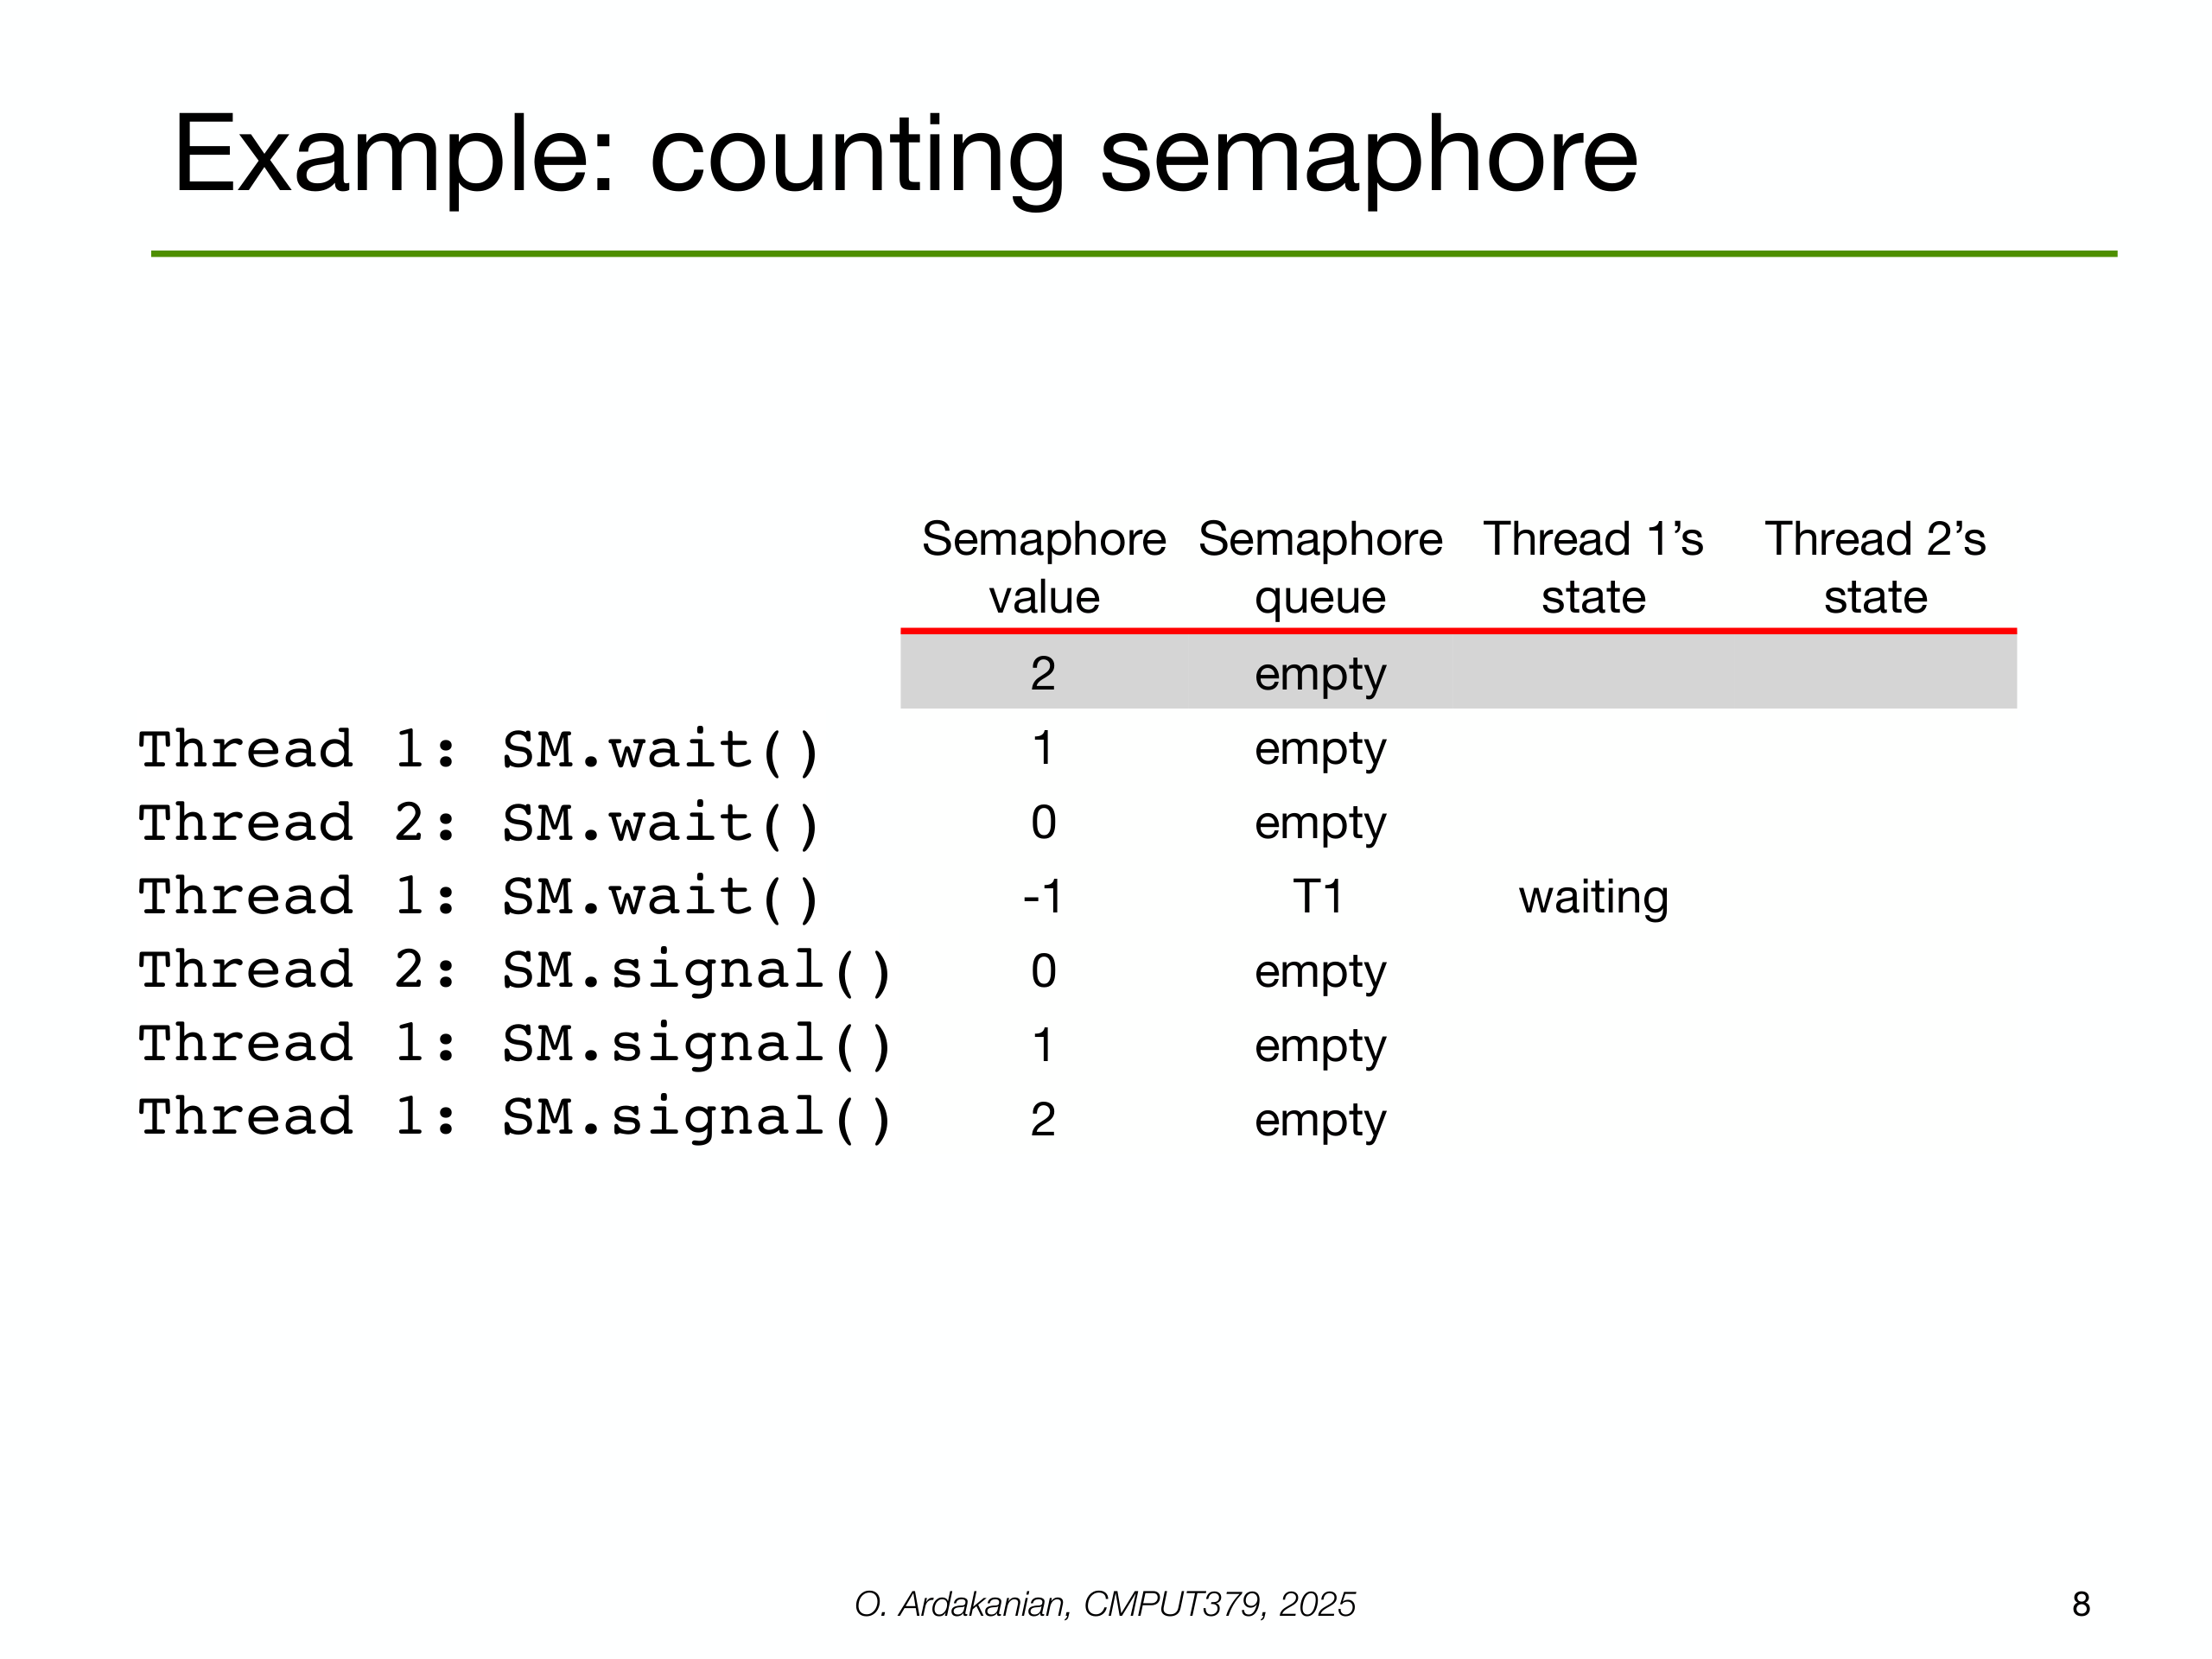 Example: counting semaphore
Semaphore value Semaphore queue Thread 1’s state Thread 2’s state
2 empty
Thread 1: SM.wait() 1 empty
Thread 2: SM.wait() 0 empty
Thread 1: SM.wait() -1 T1 waiting
Thread 2: SM.signal() 0 empty
Thread 1: SM.signal() 1 empty
Thread 1: SM.signal() 2 empty
O. Ardakanian, CMPUT379, 2025 8